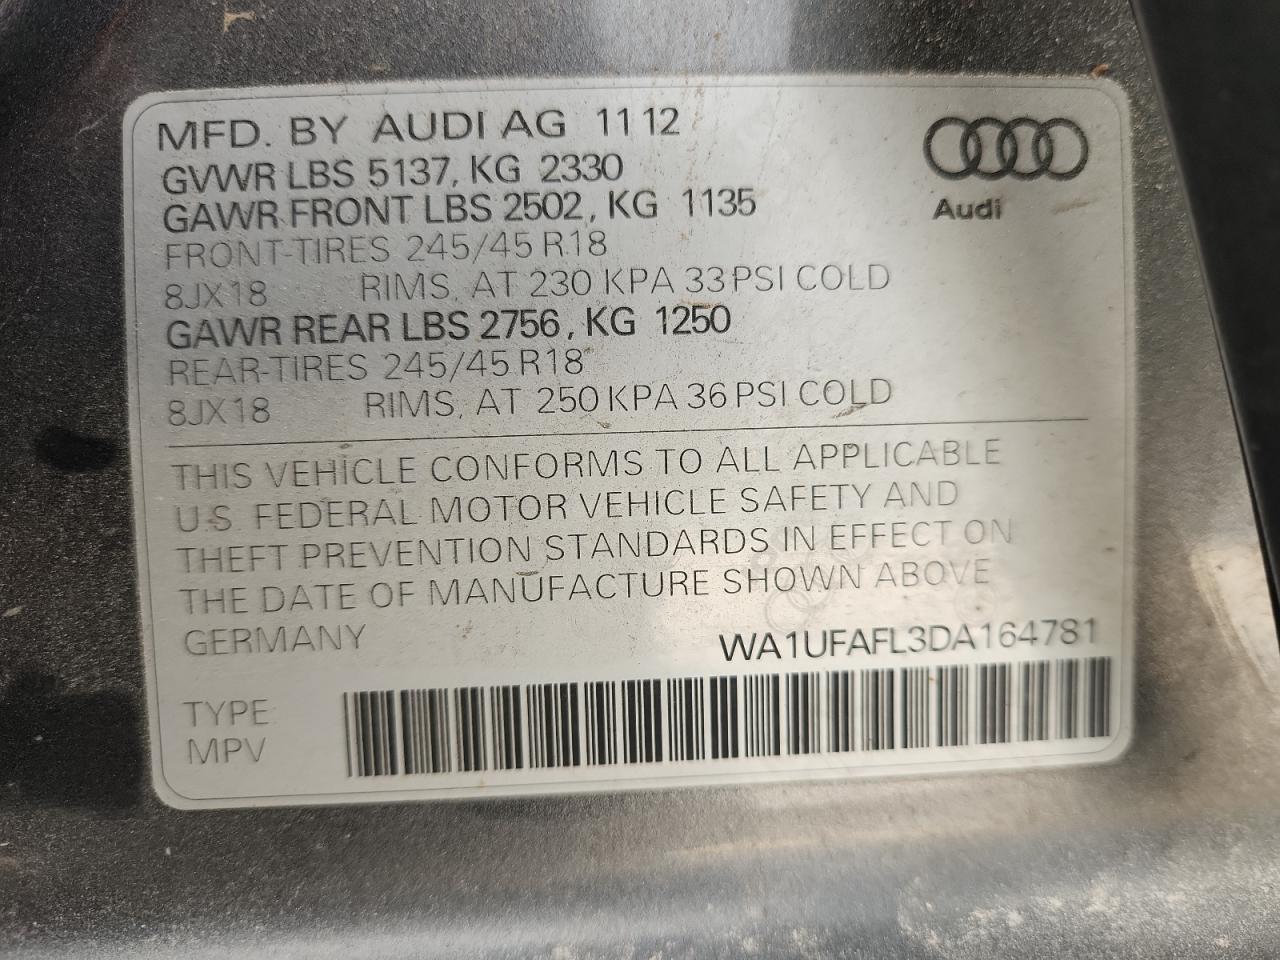 MFD. BY AUDI AG 11 12
GVWR LBS 5137, KG 2330
GAWR FRONT LBS 2502, KG 1135
FRONT-TIRES 245/45 R18
8JX18 RIMS, AT 230 KPA 33 PSI COLD
GAWR REAR LBS 2756, KG 1250
REAR-TIRES 245/45 R18
8JX18 RIMS, AT 250 KPA 36 PSI COLD
Audi
THIS VEHICLE CONFORMS TO ALL APPLICABLE
U.S. FEDERAL MOTOR VEHICLE SAFETY AND
THEFT PREVENTION STANDARDS IN EFFECT ON
THE DATE OF MANUFACTURE SHOWN ABOVE
GERMANY WA1UFAFL3DA164781
TYPE
MPV